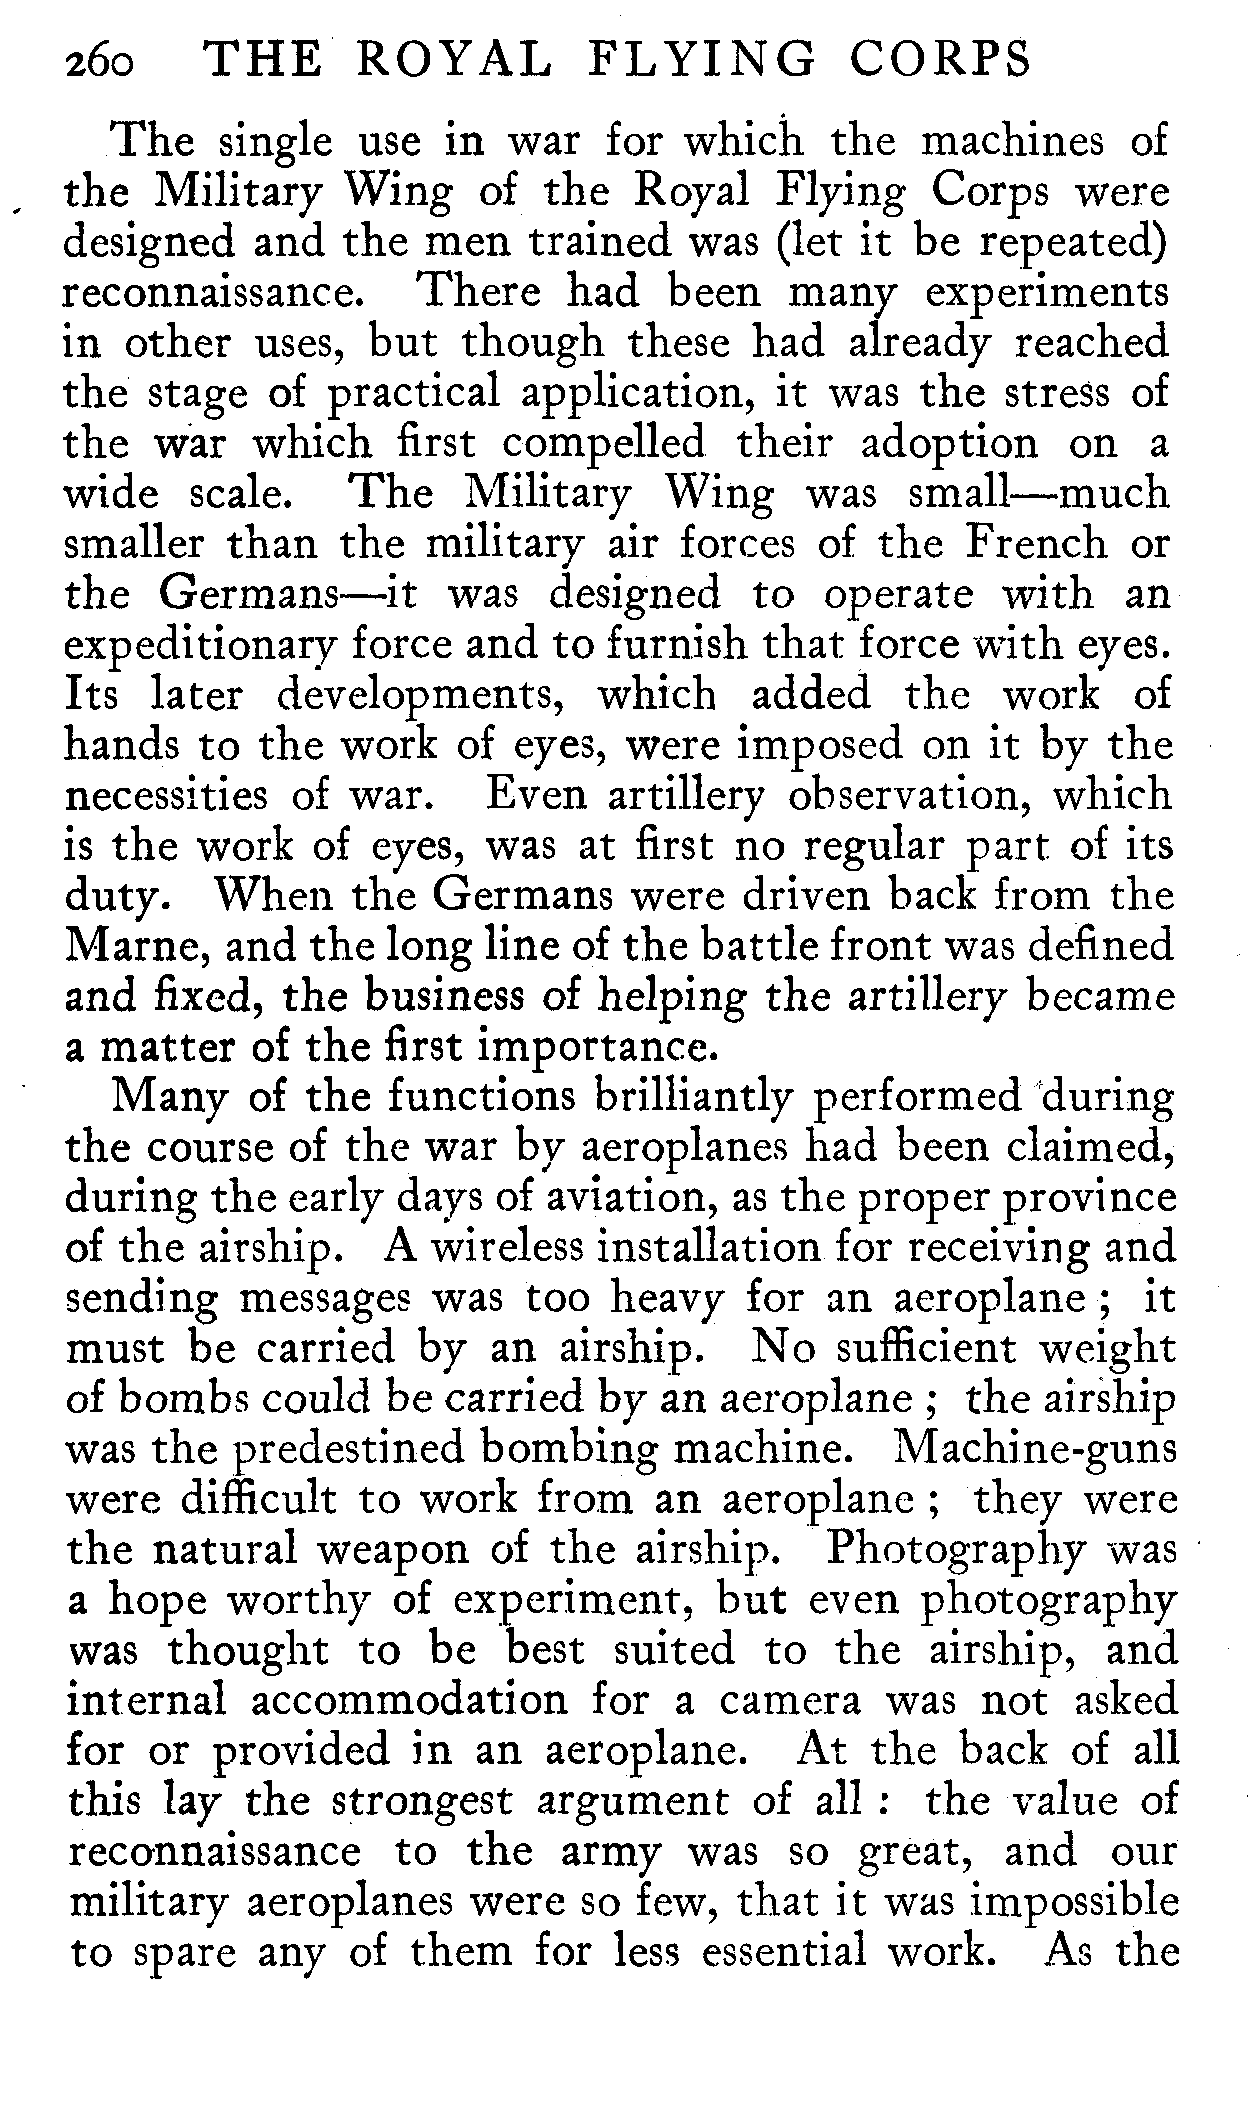 260 THE ROYAL FLYING CORPS
The single use in war for which the machines of
the Military Wing of the Royal Flying Corps were
designed and the men trained was (let it be repeated)
reconnaissance. There had been many experiments
in other uses, but though these had already reached
the stage of practical application, it was the stress of
the war which first compelled their adoption on a
wide scale. The Military Wing was small—much
smaller than the military air forces of the French or
the Germans—it was designed to operate with an
expeditionary force and to furnish that force with eyes.
Its later developments, which added the work of
hands to the work of eyes, were imposed on it by the
necessities of war. Even artillery observation, which
is the work of eyes, was at first no regular part of its
duty. When the Germans were driven back from the
Marne, and the long line of the battle front was defined
and fixed, the business of helping the artillery became
a matter of the first importance.
Many of the functions brilliantly performed during
the course of the war by aeroplanes had been claimed,
during the early days of aviation, as the proper province
of the airship. A wireless installation for receiving and
sending messages was too heavy for an aeroplane ; it
must be carried by an airship. No sufficient weight
of bombs could be carried by an aeroplane ; the airship
was the predestined bombing machine. Machine-guns
were difficult to work from an aeroplane ; they were
the natural weapon of the airship. Photography was
a hope worthy of experiment, but even photography
was thought to be best suited to the airship, and
internal accommodation for a camera was not asked
for or provided in an aeroplane. At the back of all
this lay the strongest argument of all : the value of
reconnaissance to the army was so great, and our
military aeroplanes were so few, that it was impossible
to spare any of them for less essential work. As the